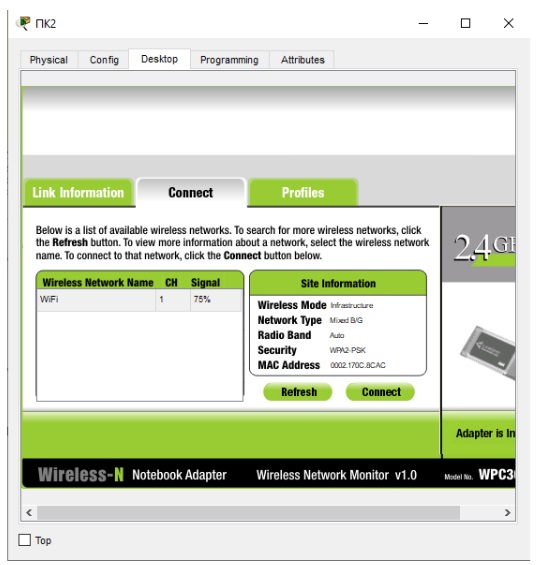 ПК2
Physical Config Desktop Programming Attributes
Link Information Connect Profiles
Below is a list of available wireless networks. To search for more wireless networks, click
the Refresh button. To view more information about a network, select the wireless network
name. To connect to that network, click the Connect button below.
2.4GH
Wireless Network Name CH Signal
WiFi 1 75%
Site Information
Wireless Mode Infrastructure
Network Type Mixed B/G
Radio Band Auto
Security WPA2-PSK
MAC Address 0002.170C.8CAC
Refresh Connect
Adapter is In
Wireless-N Notebook Adapter Wireless Network Monitor v1.0 Model No. WPC3
Top